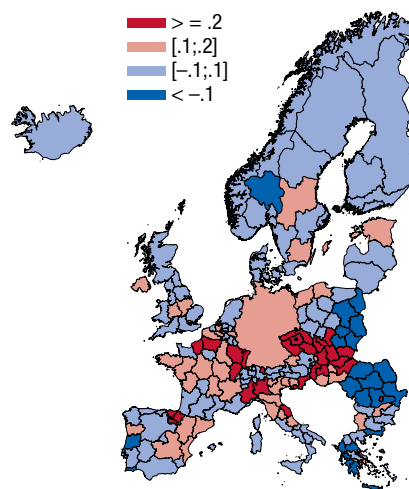 > = .2
[.1;.2]
[–.1;.1]
< –.1